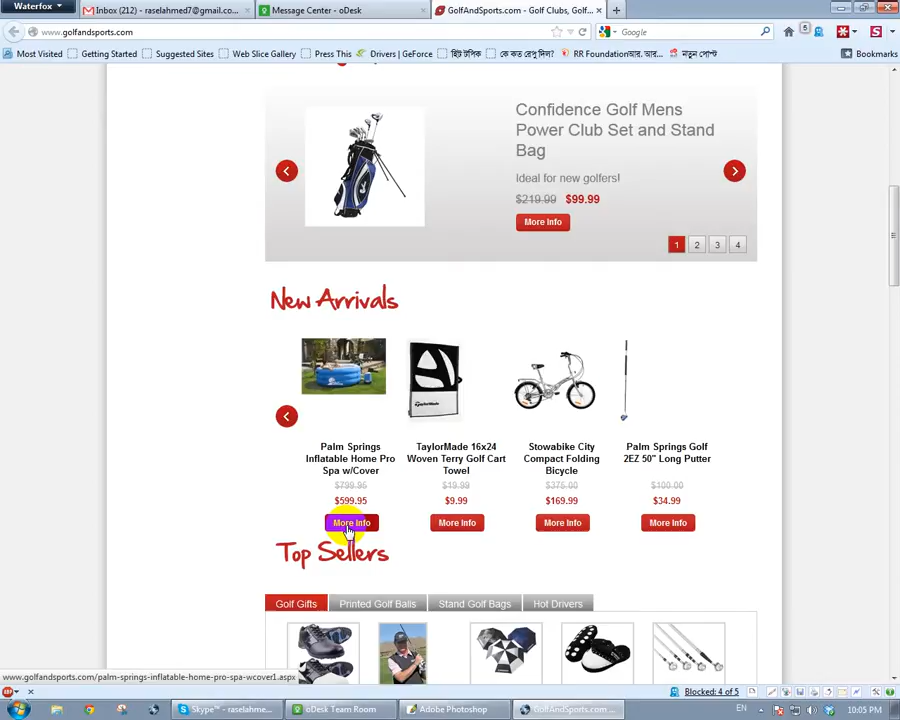 Waterfox
Inbox (212) - raselahmed7@gmail.co...
Message Center - oDesk
GolfandSports.com - Golf Clubs, Golf...
www.golfandsports.com
Google
5
Most Visited
Getting Started
Suggested Sites
Web Slice Gallery
Press This
Drivers | GeForce
হিট টপিক
কে কত রেসু দিল?
RR FoundationআR...
নতুন পোস্ট
Bookmarks
Confidence Golf Mens
Power Club Set and Stand
Bag
Ideal for new golfers!
$219.99 $99.99
More Info
1 2 3 4
New Arrivals
Palm Springs
Inflatable Home Pro
Spa w/Cover
$799.95
$599.95
More Info
TaylorMade 16x24
Woven Terry Golf Cart
Towel
$19.99
$9.99
More Info
Stowabike City
Compact Folding
Bicycle
$375.00
$169.99
More Info
Palm Springs Golf
2EZ 50" Long Putter
$100.00
$34.99
More Info
Top Sellers
Golf Gifts
Printed Golf Balls
Stand Golf Bags
Hot Drivers
www.golfandsports.com/palm-springs-inflatable-home-pro-spa-wcover1.aspx
Blocked: 4 of 5
Skype™ - raselahme...
oDesk Team Room
Adobe Photoshop
GolfandSports.com ...
EN
10:05 PM